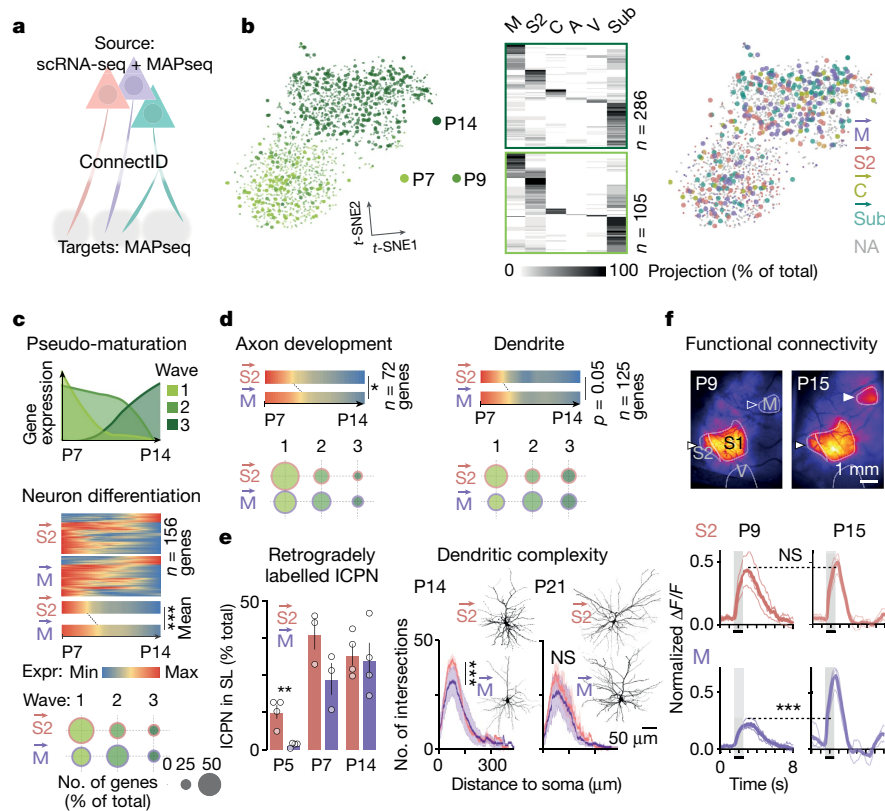 a
Source:
scRNA-seq + MAPseq
ConnectID
Targets: MAPseq
b
M S2 C A V Sub
P14
P7 P9
t-SNE2
t-SNE1
n = 286
n = 105
0 100 Projection (% of total)
M
S2
C
Sub
NA
c
Pseudo-maturation
Gene
expression
Wave
1
2
3
P7 P14
Neuron differentiation
S2
M
n = 156
genes
S2
M
***
Mean
Expr: Min Max
Wave: 1 2 3
S2
M
No. of genes
(% of total)
0 25 50
d
Axon development
S2
M
*
n = 72
genes
P7 P14
1 2 3
S2
M
Dendrite
S2
M
p = 0.05
n = 125
genes
P7 P14
1 2 3
S2
M
e
Retrogradely
labelled ICPN
S2
M
ICPN in SL (% total)
50
0
**
P5 P7 P14
Dendritic complexity
P14 P21
S2 S2
M M
No. of intersections
50
25
0
***
NS
50 μm
0 400
Distance to soma (μm)
f
Functional connectivity
P9 P15
M
S2
S1
V
1 mm
S2 P9 P15
0.5
0.0
NS
M
0.5
0.0
***
Normalized ΔF/F
0 8
Time (s)